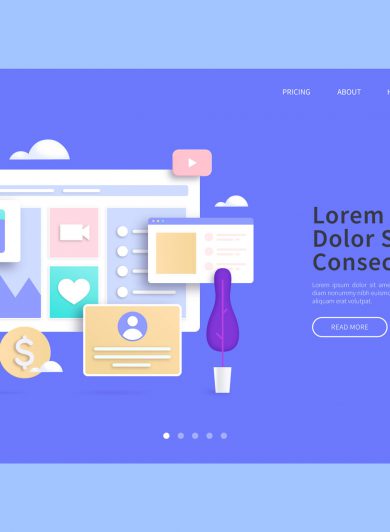 PRICING ABOUT
Lorem
Dolor S
Consec
Lorem ipsum dolor sit ame
diam nonummy nibh euismo
aliquam erat volutpat.
READ MORE
$